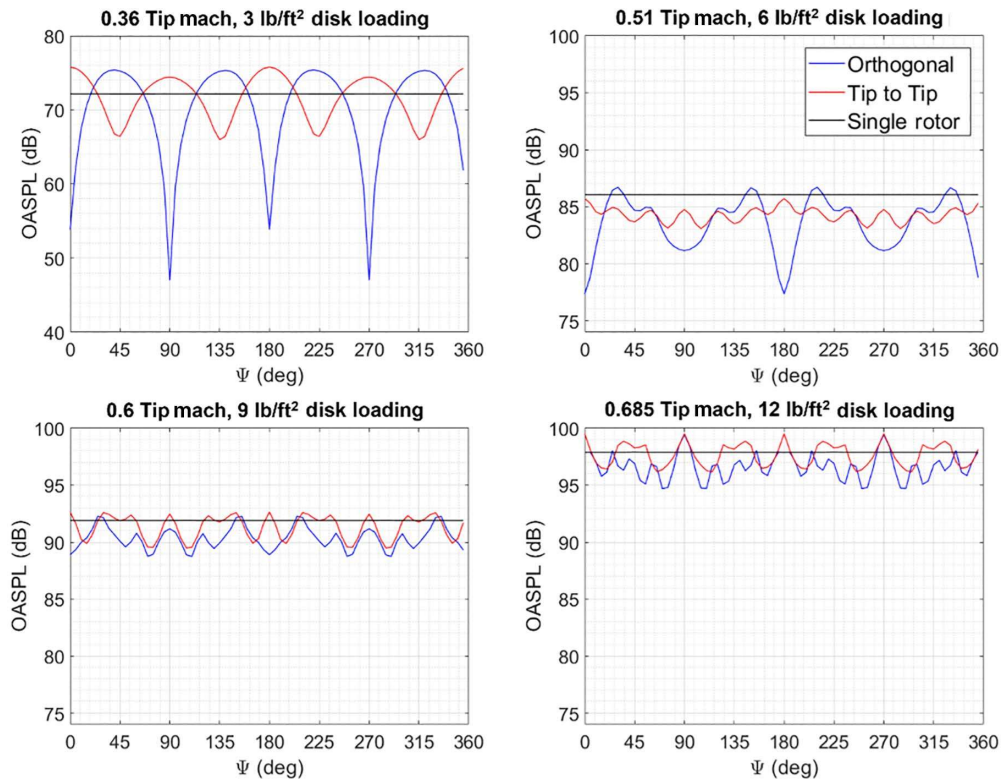 0.36 Tip mach, 3 lb/ft² disk loading
80
70
60
50
40
OASPL (dB)
0 45 90 135 180 225 270 315 360
Ψ (deg)
0.51 Tip mach, 6 lb/ft² disk loading
100
95
90
85
80
75
OASPL (dB)
Orthogonal
Tip to Tip
Single rotor
0 45 90 135 180 225 270 315 360
Ψ (deg)
0.6 Tip mach, 9 lb/ft² disk loading
100
95
90
85
80
75
OASPL (dB)
0 45 90 135 180 225 270 315 360
Ψ (deg)
0.685 Tip mach, 12 lb/ft² disk loading
100
95
90
85
80
75
OASPL (dB)
0 45 90 135 180 225 270 315 360
Ψ (deg)